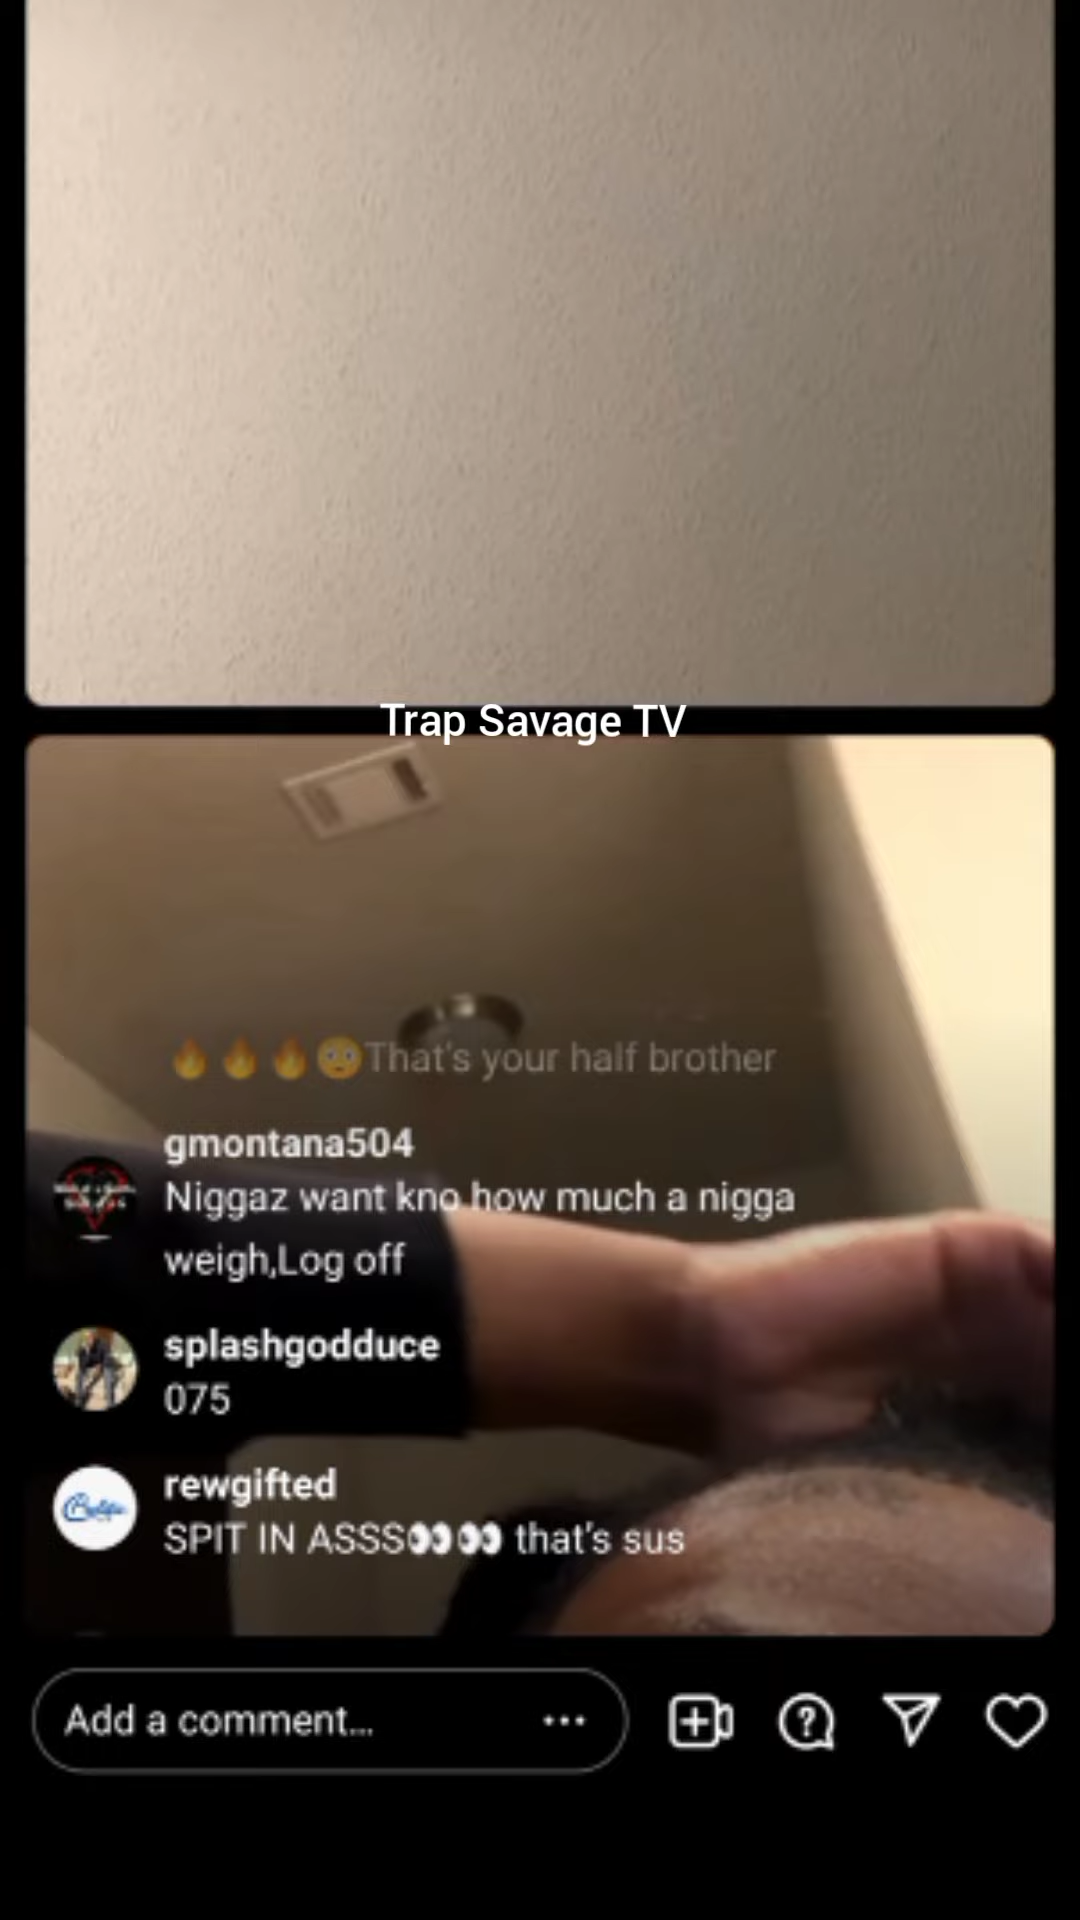 Trap Savage TV
🔥🔥🔥😳That's your half brother
gmontana504
Niggaz want kno how much a nigga
weigh,Log off
splashgodduce
075
rewgifted
SPIT IN ASSS👀👀 that's sus
Add a comment...